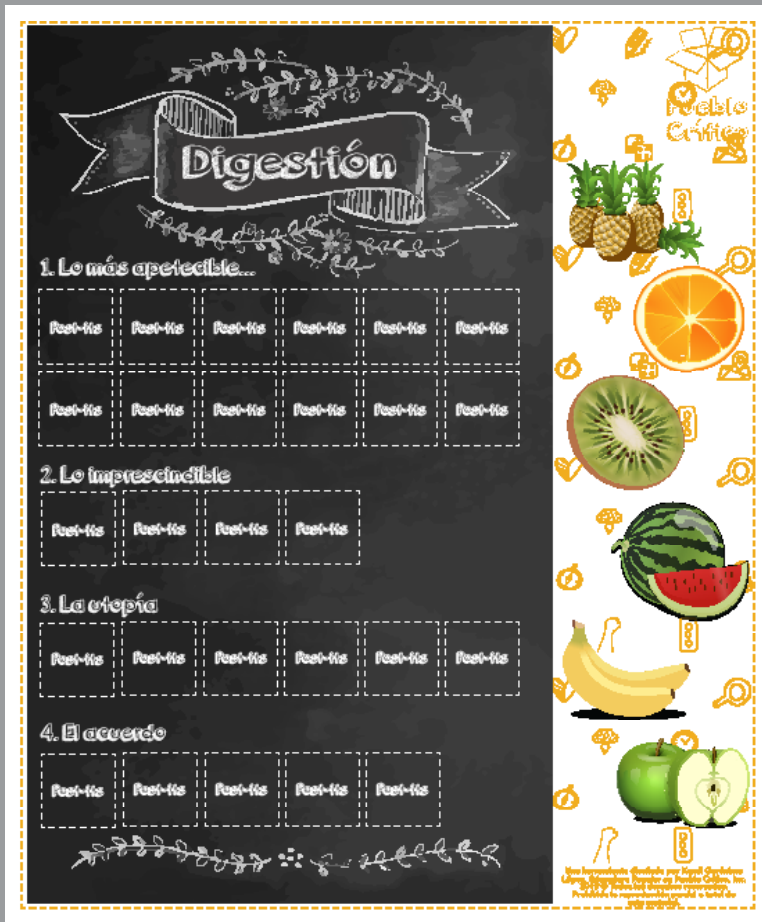 Pueblo
Crítico
Digestión
1. Lo más apetecible...
Post-its Post-its Post-its Post-its Post-its Post-its
Post-its Post-its Post-its Post-its Post-its Post-its
2. Lo imprescindible
Post-its Post-its Post-its Post-its
3. La utopía
Post-its Post-its Post-its Post-its Post-its Post-its
4. El acuerdo
Post-its Post-its Post-its Post-its Post-its